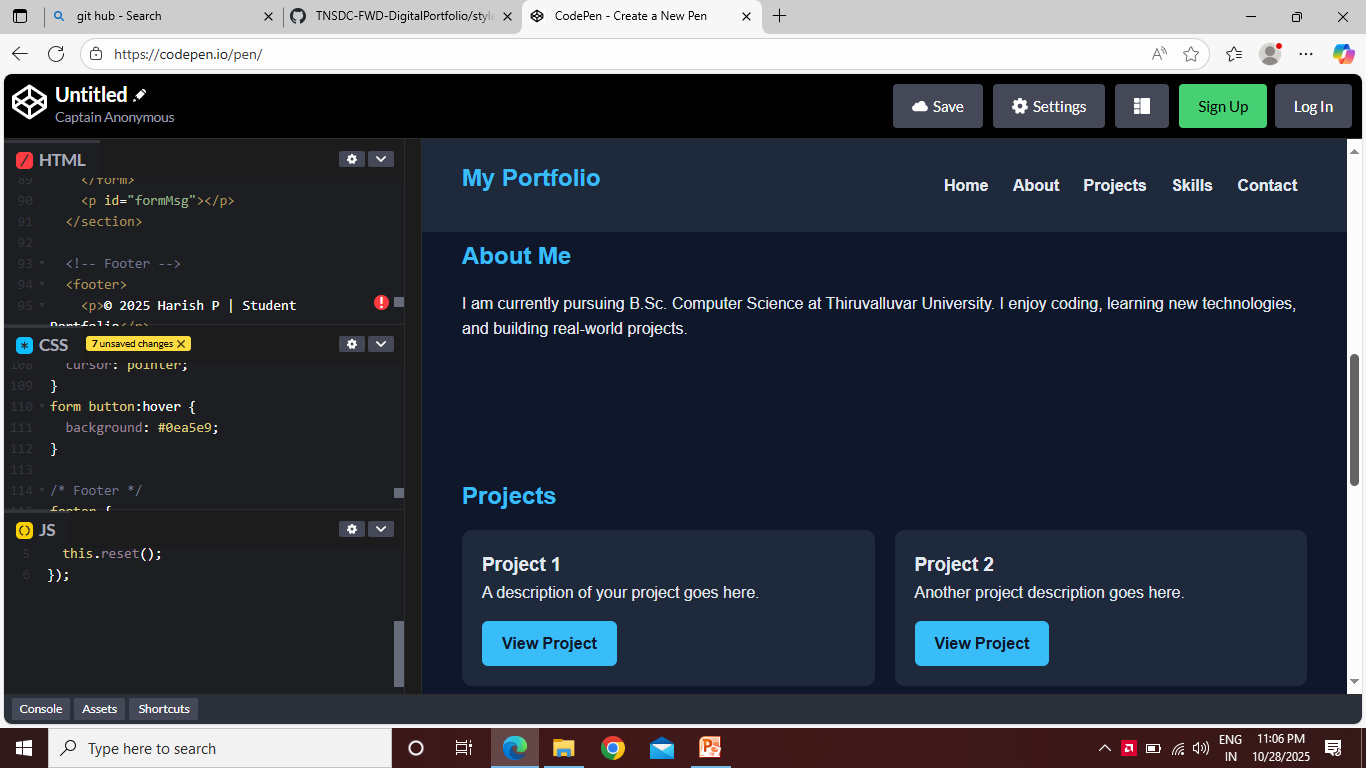 git hub - Search
TNSDC-FWD-DigitalPortfolio/style
CodePen - Create a New Pen
https://codepen.io/pen/
Untitled
Captain Anonymous
Save
Settings
Sign Up
Log In
HTML
89 </form>
90 <p id="formMsg"></p>
91 </section>
92
93 <!-- Footer -->
94 <footer>
95 <p>© 2025 Harish P | Student
Portfolio</p>
CSS
7 unsaved changes
108 cursor: pointer;
109 }
110 form button:hover {
111 background: #0ea5e9;
112 }
113
114 /* Footer */
115 footer {
JS
5 this.reset();
6 });
My Portfolio
Home About Projects Skills Contact
About Me
I am currently pursuing B.Sc. Computer Science at Thiruvalluvar University. I enjoy coding, learning new technologies,
and building real-world projects.
Projects
Project 1
A description of your project goes here.
View Project
Project 2
Another project description goes here.
View Project
Console Assets Shortcuts
Type here to search
ENG
IN
11:06 PM
10/28/2025